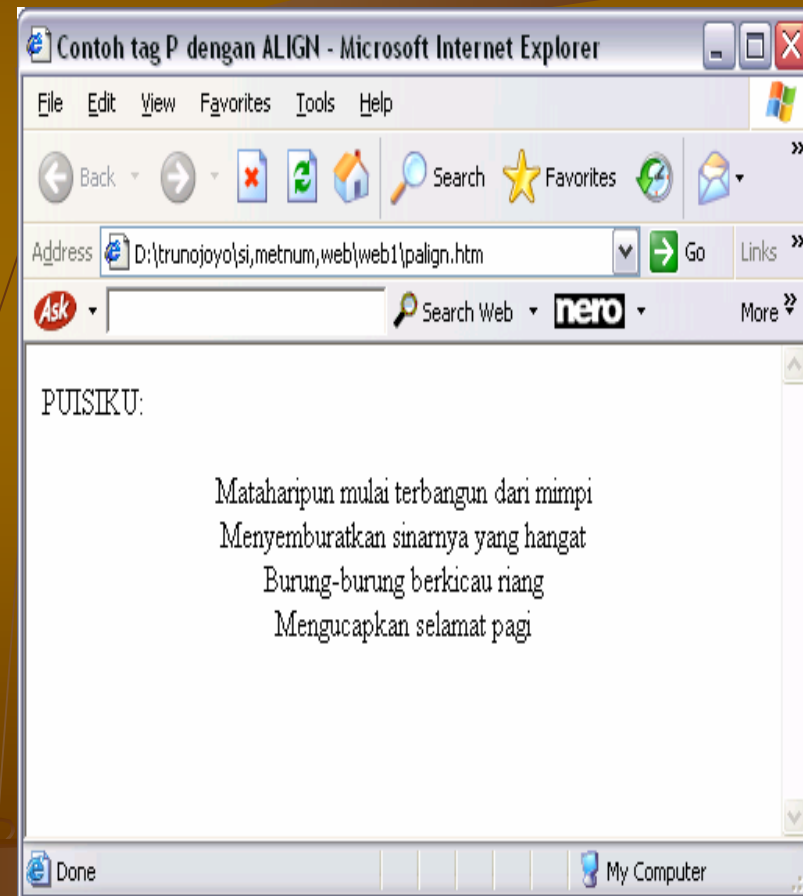 Contoh tag P dengan ALIGN - Microsoft Internet Explorer
File Edit View Favorites Tools Help
Back Search Favorites »
Address D:\trunojoyo\si,metnum,web\web1\palign.htm Go Links »
Ask Search Web nero More »
PUISIKU:
Mataharipun mulai terbangun dari mimpi
Menyemburatkan sinarnya yang hangat
Burung-burung berkicau riang
Mengucapkan selamat pagi
Done My Computer